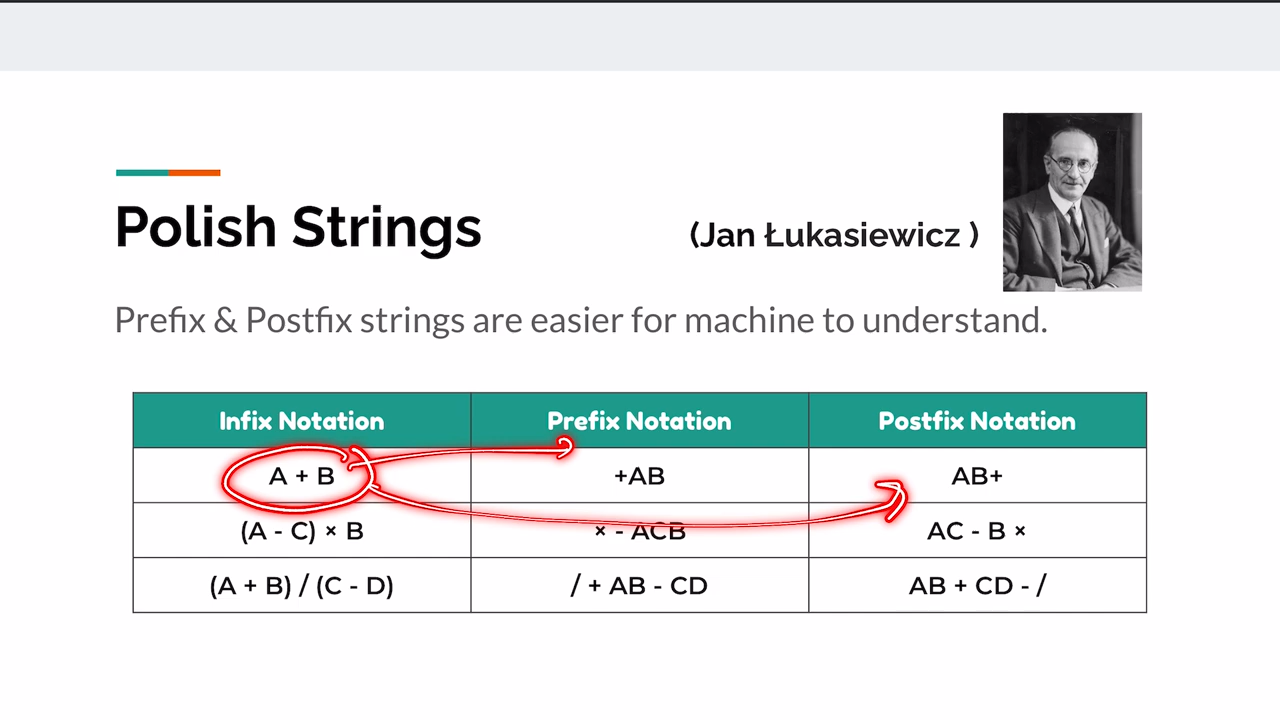 Polish Strings
(Jan Łukasiewicz )
Prefix & Postfix strings are easier for machine to understand.
Infix Notation Prefix Notation Postfix Notation
A + B +AB AB+
(A - C) × B × - ACB AC - B ×
(A + B) / (C - D) / + AB - CD AB + CD - /